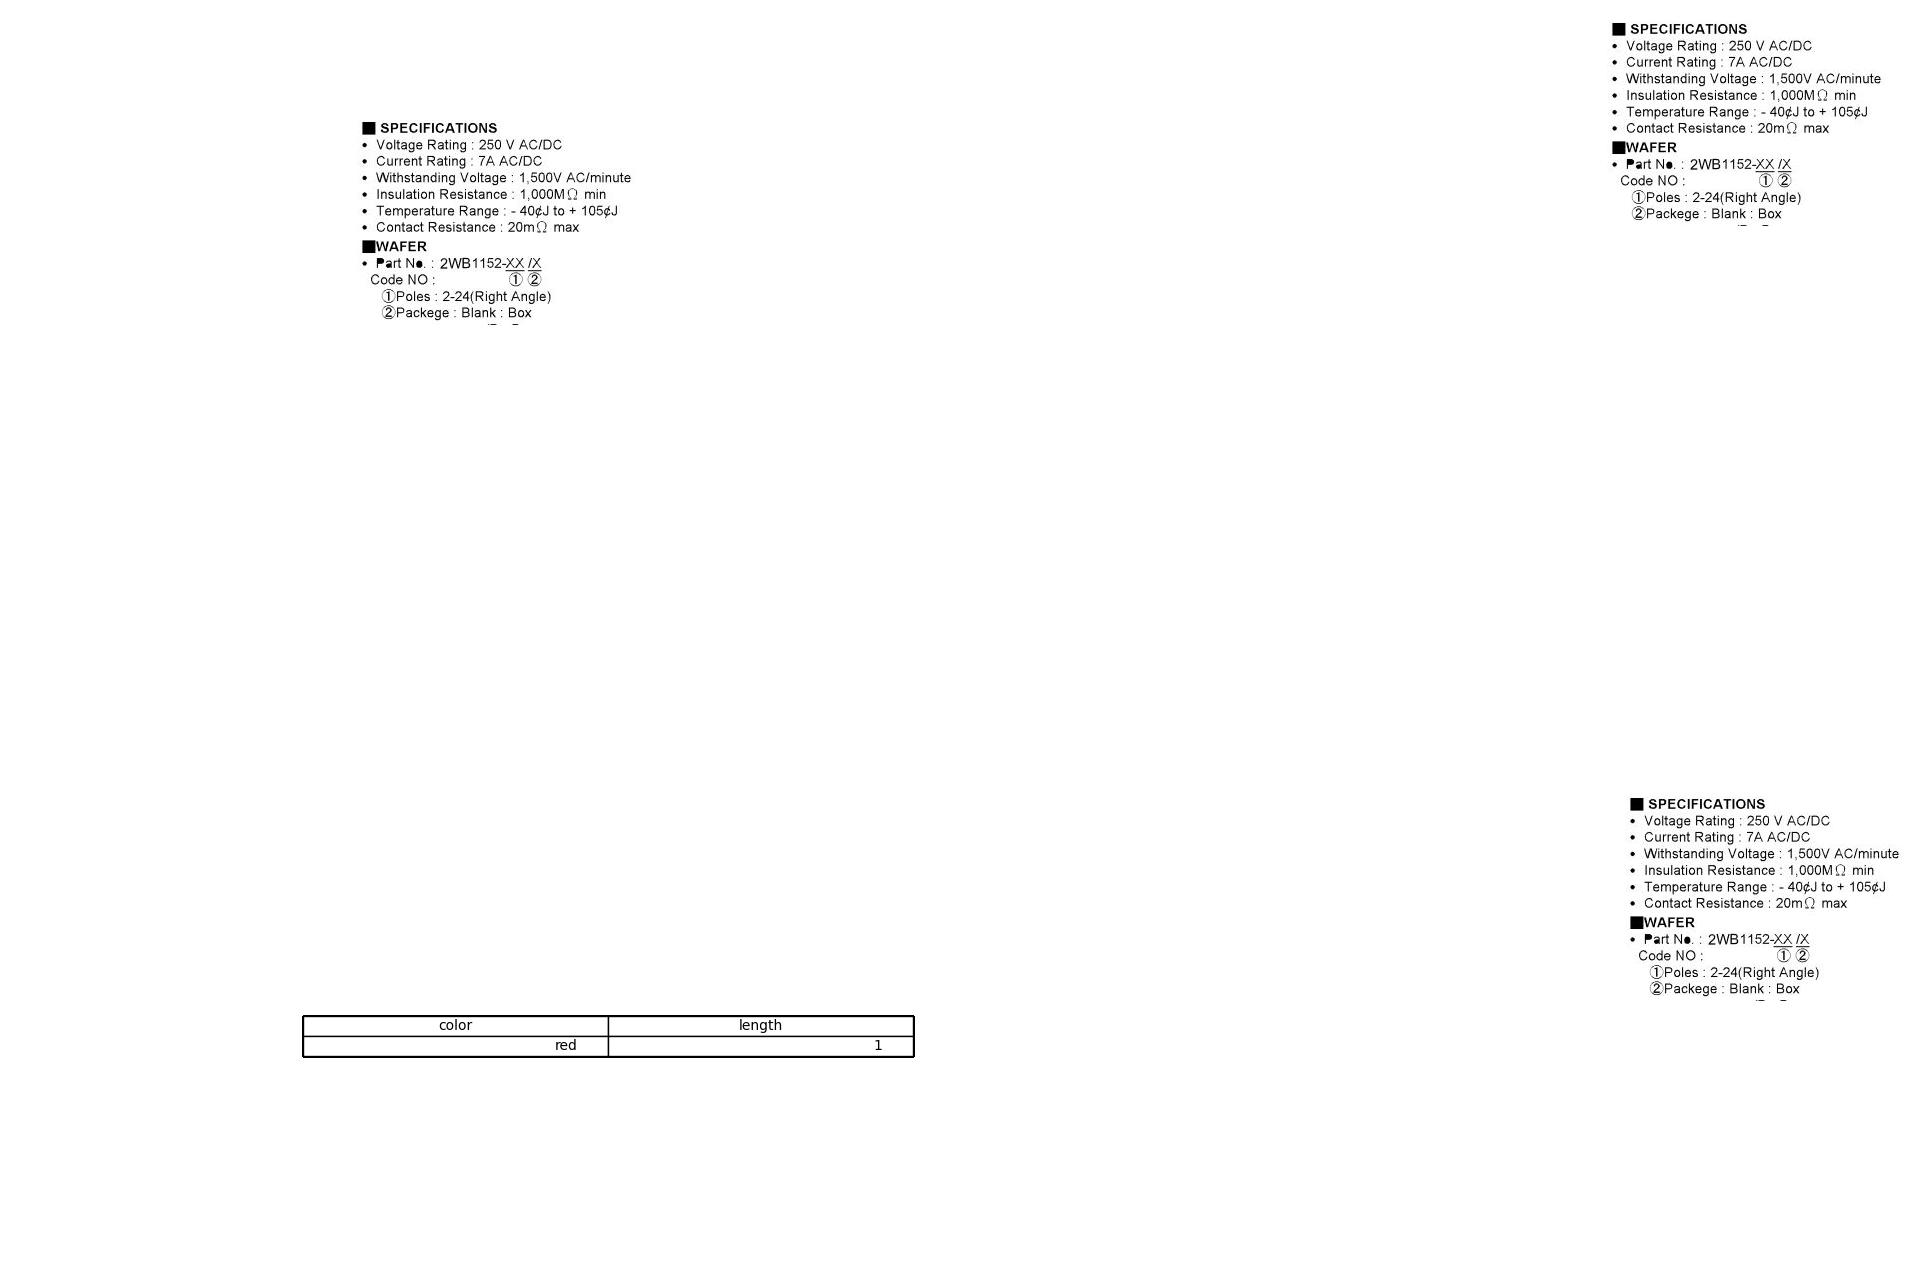 ■ SPECIFICATIONS
• Voltage Rating : 250 V AC/DC
• Current Rating : 7A AC/DC
• Withstanding Voltage : 1,500V AC/minute
• Insulation Resistance : 1,000MΩ min
• Temperature Range : - 40¢J to + 105¢J
• Contact Resistance : 20mΩ max
■WAFER
• Part No. : 2WB1152-XX /X
Code NO : ① ②
①Poles : 2-24(Right Angle)
②Packege : Blank : Box
■ SPECIFICATIONS
• Voltage Rating : 250 V AC/DC
• Current Rating : 7A AC/DC
• Withstanding Voltage : 1,500V AC/minute
• Insulation Resistance : 1,000MΩ min
• Temperature Range : - 40¢J to + 105¢J
• Contact Resistance : 20mΩ max
■WAFER
• Part No. : 2WB1152-XX /X
Code NO : ① ②
①Poles : 2-24(Right Angle)
②Packege : Blank : Box
■ SPECIFICATIONS
• Voltage Rating : 250 V AC/DC
• Current Rating : 7A AC/DC
• Withstanding Voltage : 1,500V AC/minute
• Insulation Resistance : 1,000MΩ min
• Temperature Range : - 40¢J to + 105¢J
• Contact Resistance : 20mΩ max
■WAFER
• Part No. : 2WB1152-XX /X
Code NO : ① ②
①Poles : 2-24(Right Angle)
②Packege : Blank : Box
color length
red 1